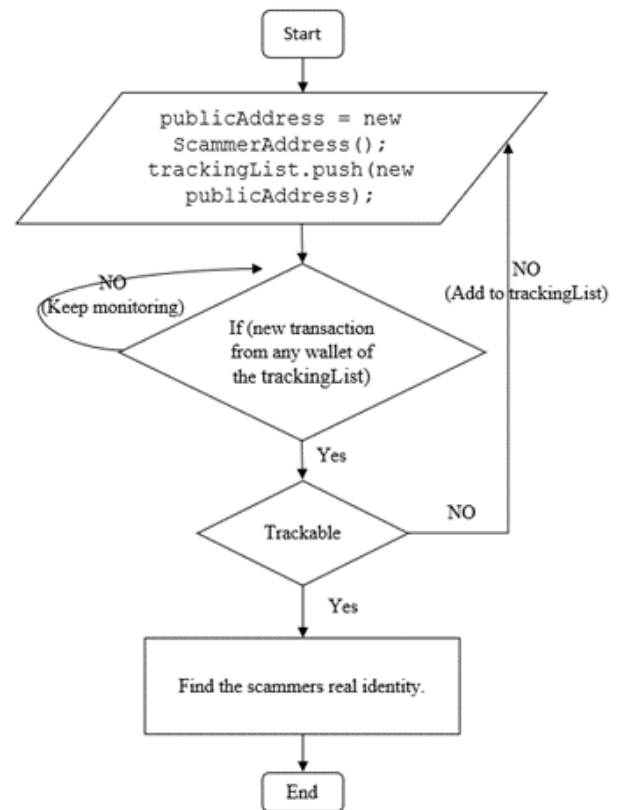 Start
publicAddress = new
ScammerAddress();
trackingList.push(new
publicAddress);
NO
(Keep monitoring)
NO
(Add to trackingList)
If (new transaction
from any wallet of
the trackingList)
Yes
Trackable
NO
Yes
Find the scammers real identity.
End